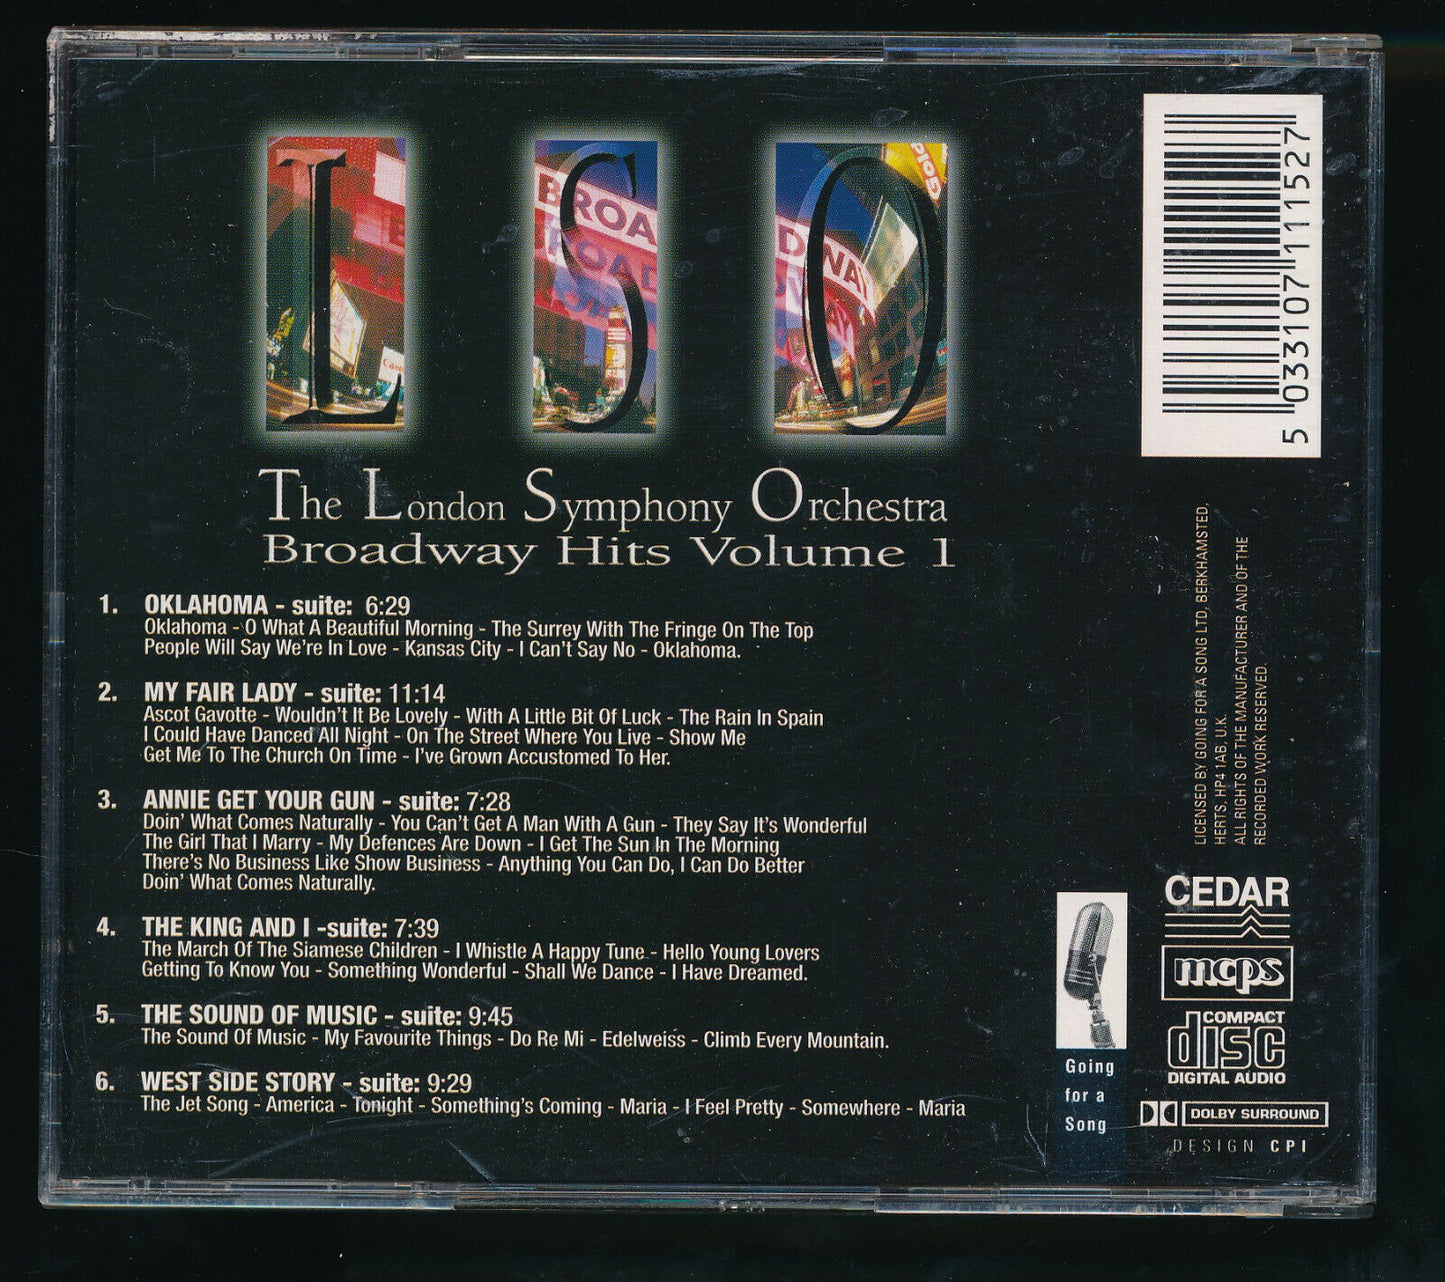 L S O
BROADWAY
The London Symphony Orchestra
Broadway Hits Volume 1
1. OKLAHOMA - suite: 6:29
Oklahoma - O What A Beautiful Morning - The Surrey With The Fringe On The Top
People Will Say We're In Love - Kansas City - I Can't Say No - Oklahoma.
2. MY FAIR LADY - suite: 11:14
Ascot Gavotte - Wouldn't It Be Lovely - With A Little Bit Of Luck - The Rain In Spain
I Could Have Danced All Night - On The Street Where You Live - Show Me
Get Me To The Church On Time - I've Grown Accustomed To Her.
3. ANNIE GET YOUR GUN - suite: 7:28
Doin' What Comes Naturally - You Can't Get A Man With A Gun - They Say It's Wonderful
The Girl That I Marry - My Defences Are Down - I Get The Sun In The Morning
There's No Business Like Show Business - Anything You Can Do, I Can Do Better
Doin' What Comes Naturally.
4. THE KING AND I -suite: 7:39
The March Of The Siamese Children - I Whistle A Happy Tune - Hello Young Lovers
Getting To Know You - Something Wonderful - Shall We Dance - I Have Dreamed.
5. THE SOUND OF MUSIC - suite: 9:45
The Sound Of Music - My Favourite Things - Do Re Mi - Edelweiss - Climb Every Mountain.
6. WEST SIDE STORY - suite: 9:29
The Jet Song - America - Tonight - Something's Coming - Maria - I Feel Pretty - Somewhere - Maria
5 033107 111527
LICENSED BY GOING FOR A SONG LTD, BERKHAMSTED,
HERTS, HP4 1AB, U.K.
ALL RIGHTS OF THE MANUFACTURER AND OF THE
RECORDED WORK RESERVED.
Going
for a
Song
CEDAR
mcps
COMPACT
disc
DIGITAL AUDIO
DOLBY SURROUND
DESIGN CPI